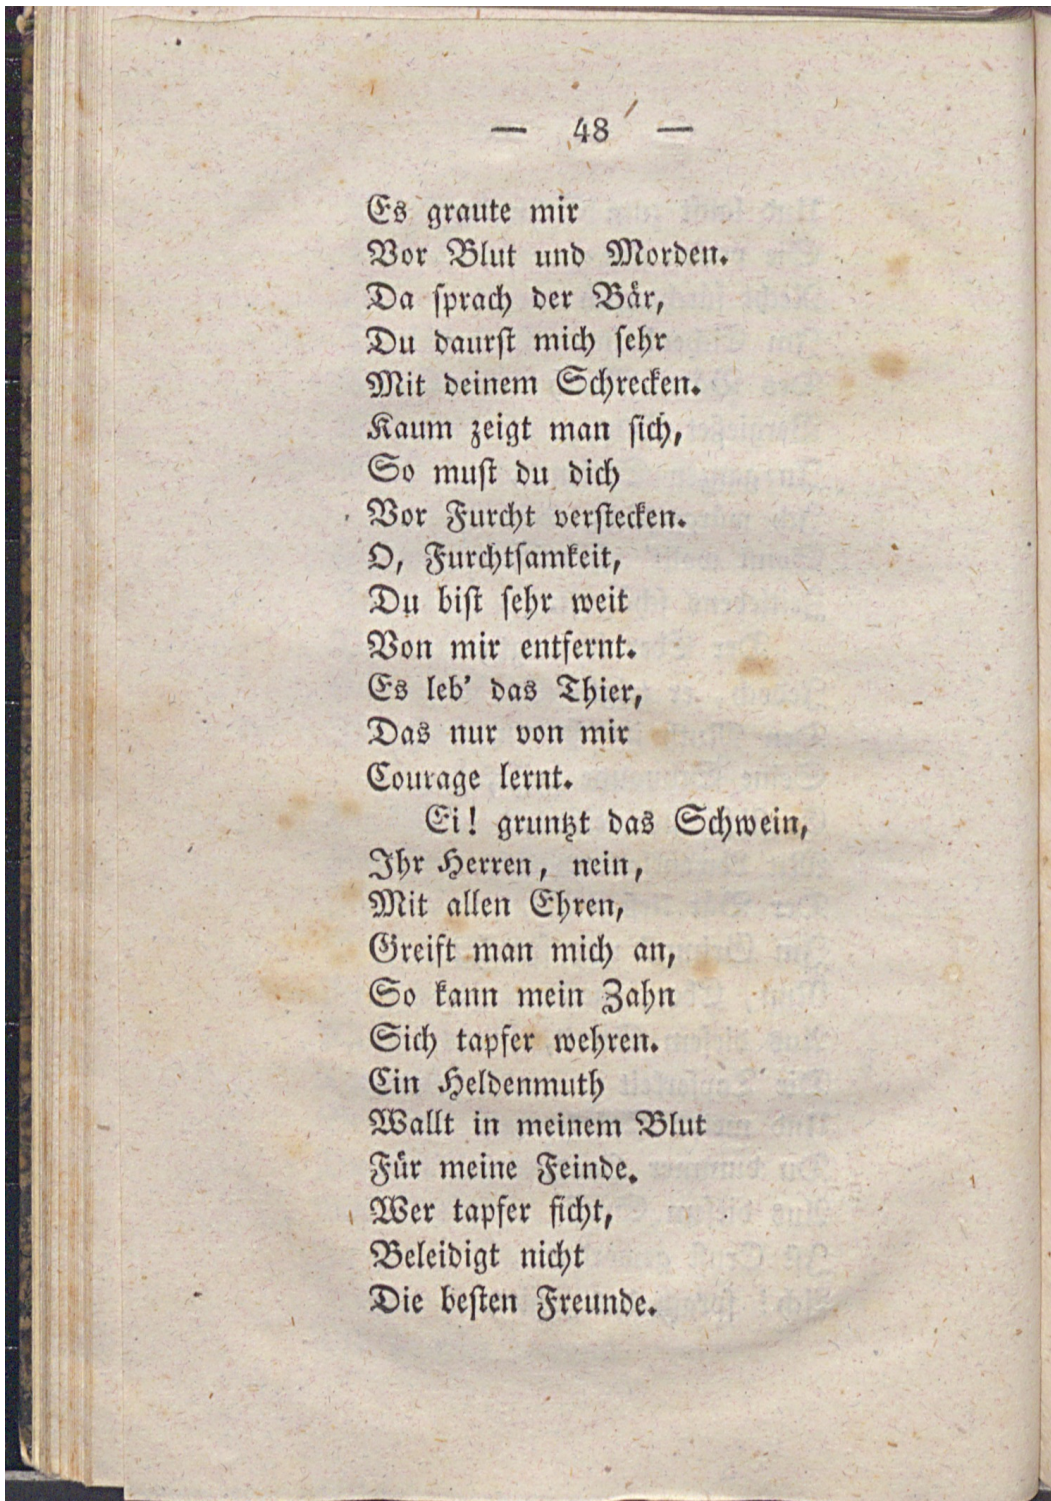 — 48 —
Es graute mir
Vor Blut und Morden.
Da sprach der Bär,
Du daurst mich sehr
Mit deinem Schrecken.
Kaum zeigt man sich,
So must du dich
Vor Furcht verstecken.
O, Furchtsamkeit,
Du bist sehr weit
Von mir entfernt.
Es leb’ das Thier,
Das nur von mir
Courage lernt.
Ei! gruntzt das Schwein,
Ihr Herren, nein,
Mit allen Ehren,
Greift man mich an,
So kann mein Zahn
Sich tapfer wehren.
Ein Heldenmuth
Wallt in meinem Blut
Für meine Feinde.
Wer tapfer ficht,
Beleidigt nicht
Die besten Freunde.